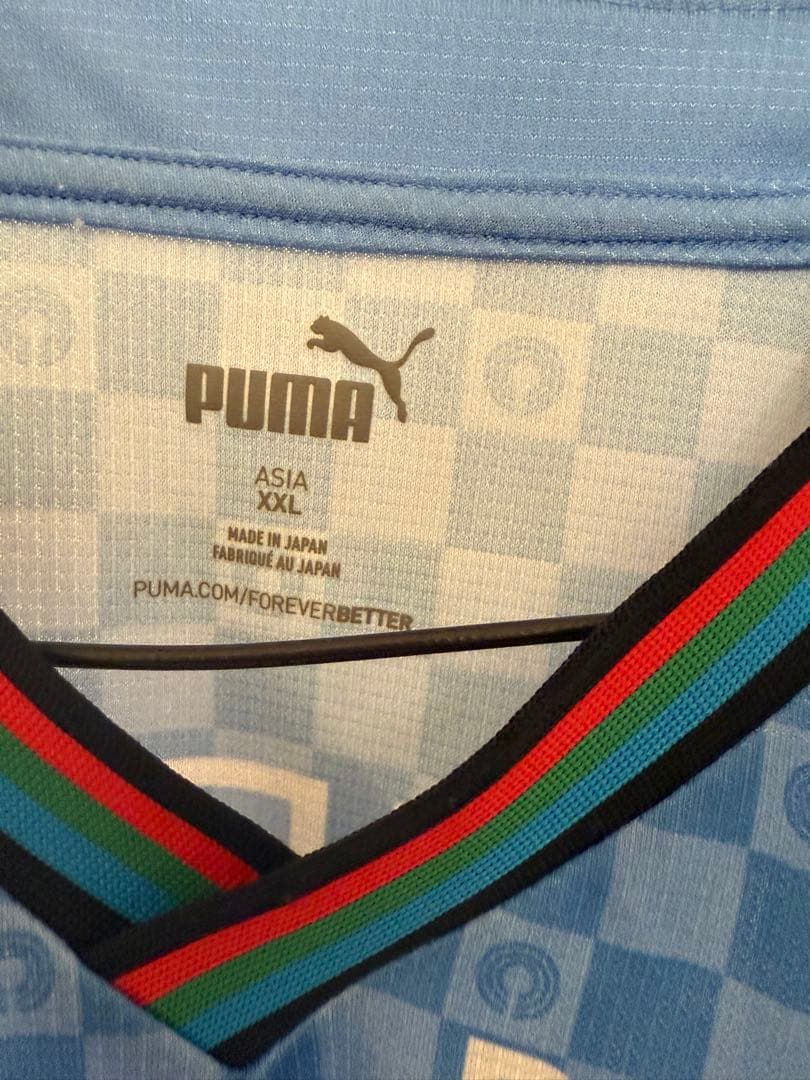 PUMA
ASIA
XXL
MADE IN JAPAN
FABRIQUÉ AU JAPAN
PUMA.COM/FOREVERBETTER